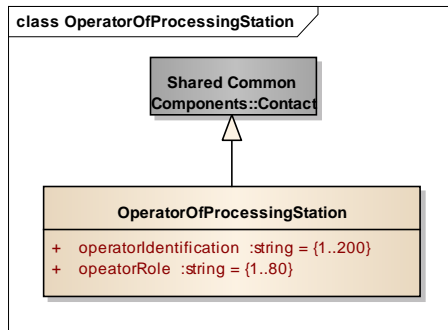 class OperatorOfProcessingStation
Shared Common
Components::Contact
OperatorOfProcessingStation
+ operatorIdentification :string = {1..200}
+ opeatorRole :string = {1..80}